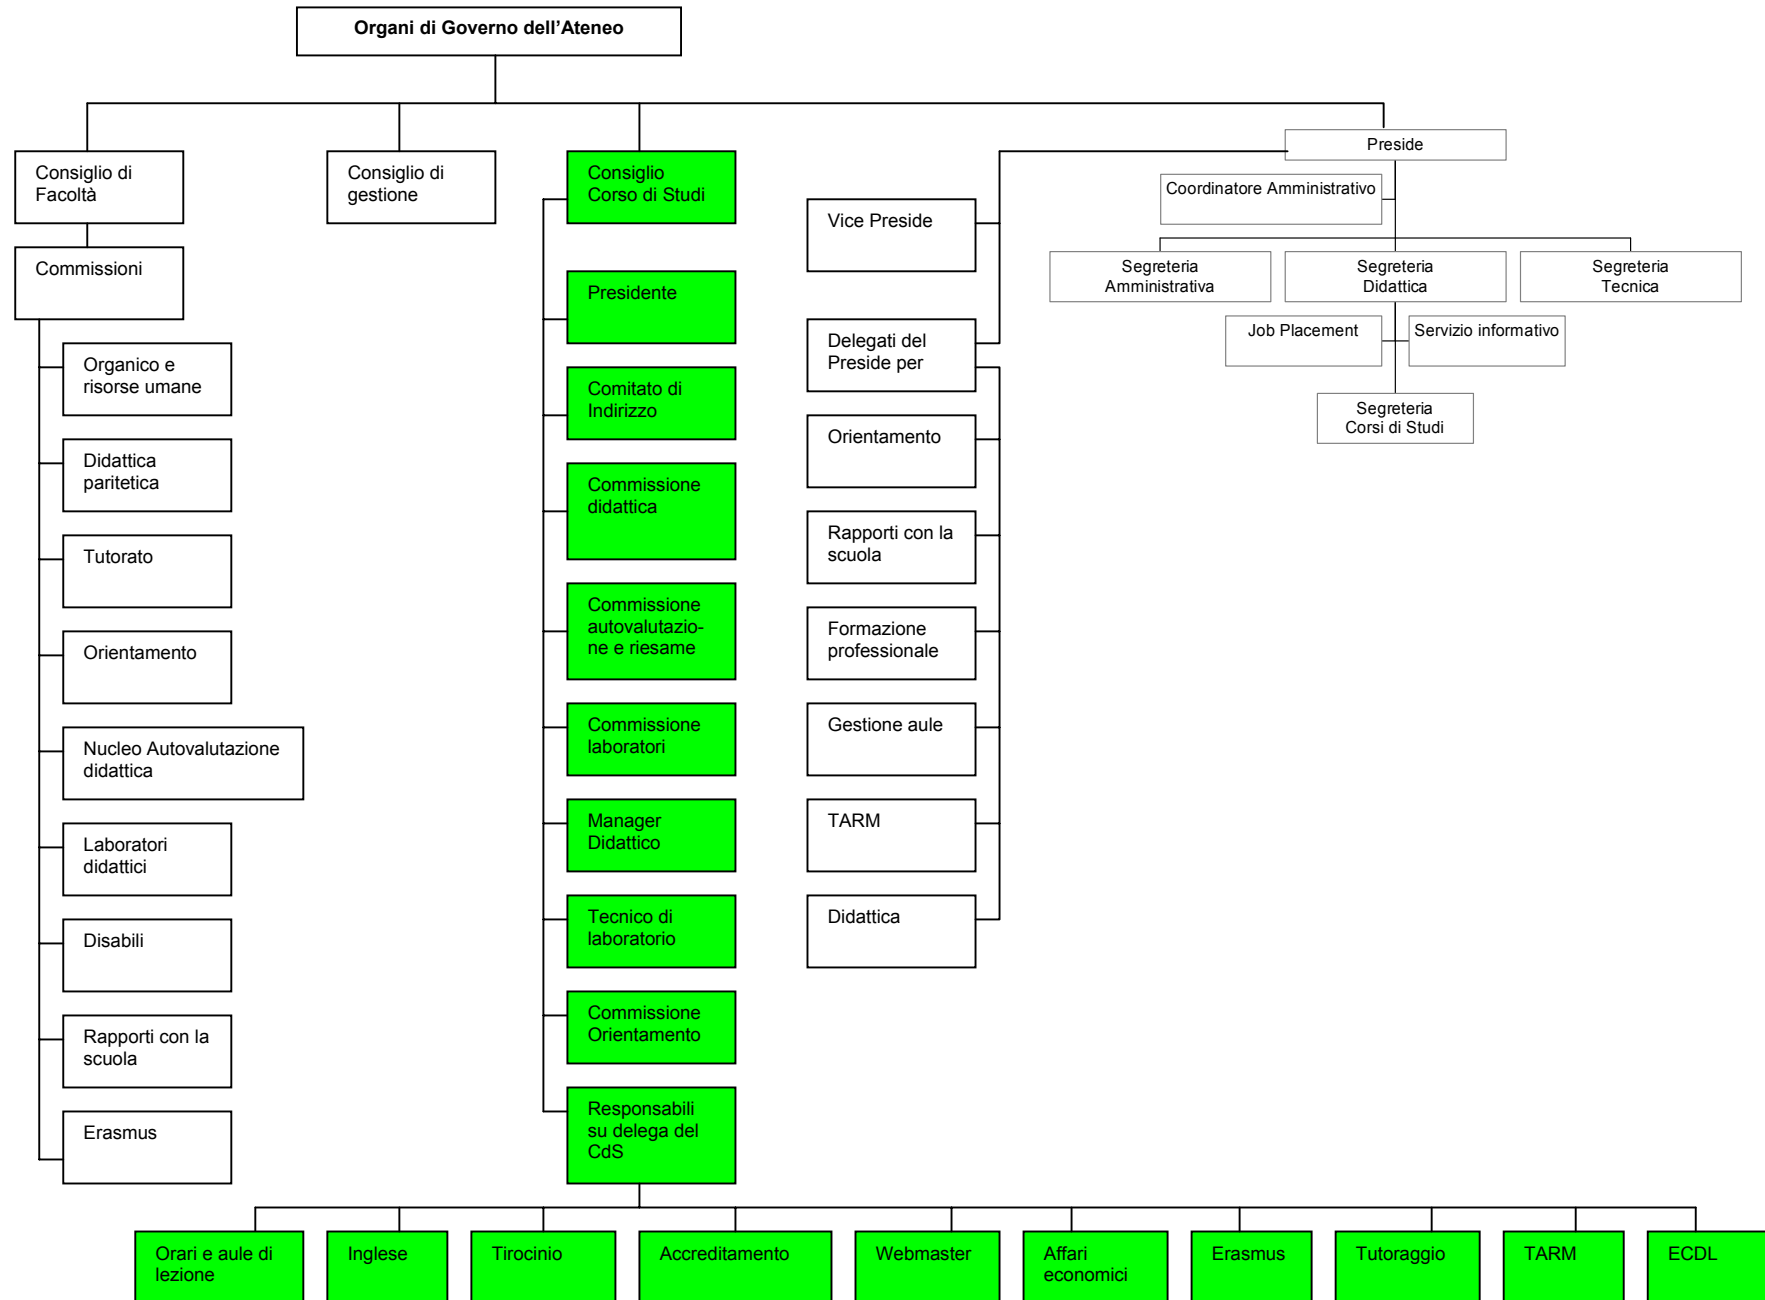 Organi di Governo dell'Ateneo
Consiglio di
Facoltà
Commissioni
Organico e
risorse umane
Didattica
paritetica
Tutorato
Orientamento
Nucleo Autovalutazione
didattica
Laboratori
didattici
Disabili
Rapporti con la
scuola
Erasmus
Consiglio di
gestione
Consiglio
Corso di Studi
Presidente
Comitato di
Indirizzo
Commissione
didattica
Commissione
autovalutazio-
ne e riesame
Commissione
laboratori
Manager
Didattico
Tecnico di
laboratorio
Commissione
Orientamento
Responsabili
su delega del
CdS
Vice Preside
Delegati del
Preside per
Orientamento
Rapporti con la
scuola
Formazione
professionale
Gestione aule
TARM
Didattica
Preside
Coordinatore Amministrativo
Segreteria
Amministrativa
Segreteria
Didattica
Segreteria
Tecnica
Job Placement
Servizio informativo
Segreteria
Corsi di Studi
Orari e aule di
lezione
Inglese
Tirocinio
Accreditamento
Webmaster
Affari
economici
Erasmus
Tutoraggio
TARM
ECDL